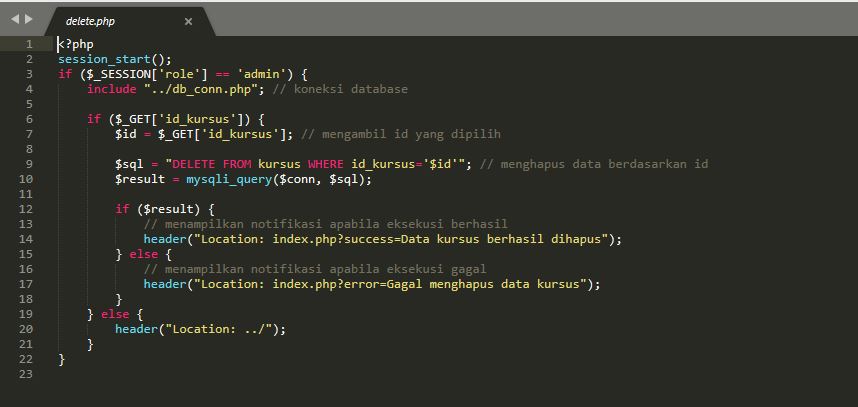 delete.php
1 <?php
2 session_start();
3 if ($_SESSION['role'] == 'admin') {
4     include "../db_conn.php"; // koneksi database
5
6     if ($_GET['id_kursus']) {
7         $id = $_GET['id_kursus']; // mengambil id yang dipilih
8
9         $sql = "DELETE FROM kursus WHERE id_kursus='$id'"; // menghapus data berdasarkan id
10         $result = mysqli_query($conn, $sql);
11
12         if ($result) {
13             // menampilkan notifikasi apabila eksekusi berhasil
14             header("Location: index.php?success=Data kursus berhasil dihapus");
15         } else {
16             // menampilkan notifikasi apabila eksekusi gagal
17             header("Location: index.php?error=Gagal menghapus data kursus");
18         }
19     } else {
20         header("Location: ../");
21     }
22 }
23